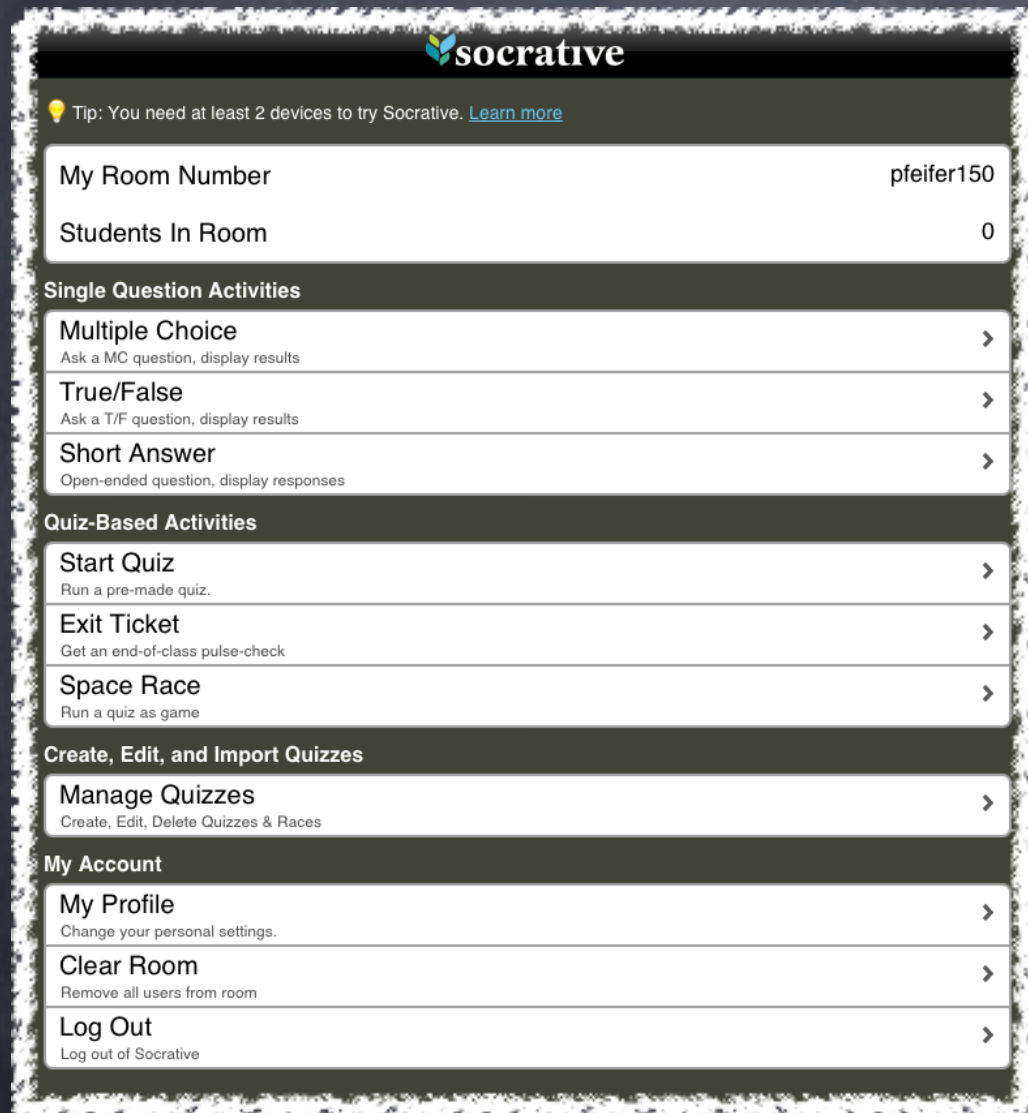 socrative
Tip: You need at least 2 devices to try Socrative. Learn more
My Room Number pfeifer150
Students In Room 0
Single Question Activities
Multiple Choice
Ask a MC question, display results
True/False
Ask a T/F question, display results
Short Answer
Open-ended question, display responses
Quiz-Based Activities
Start Quiz
Run a pre-made quiz.
Exit Ticket
Get an end-of-class pulse-check
Space Race
Run a quiz as game
Create, Edit, and Import Quizzes
Manage Quizzes
Create, Edit, Delete Quizzes & Races
My Account
My Profile
Change your personal settings.
Clear Room
Remove all users from room
Log Out
Log out of Socrative